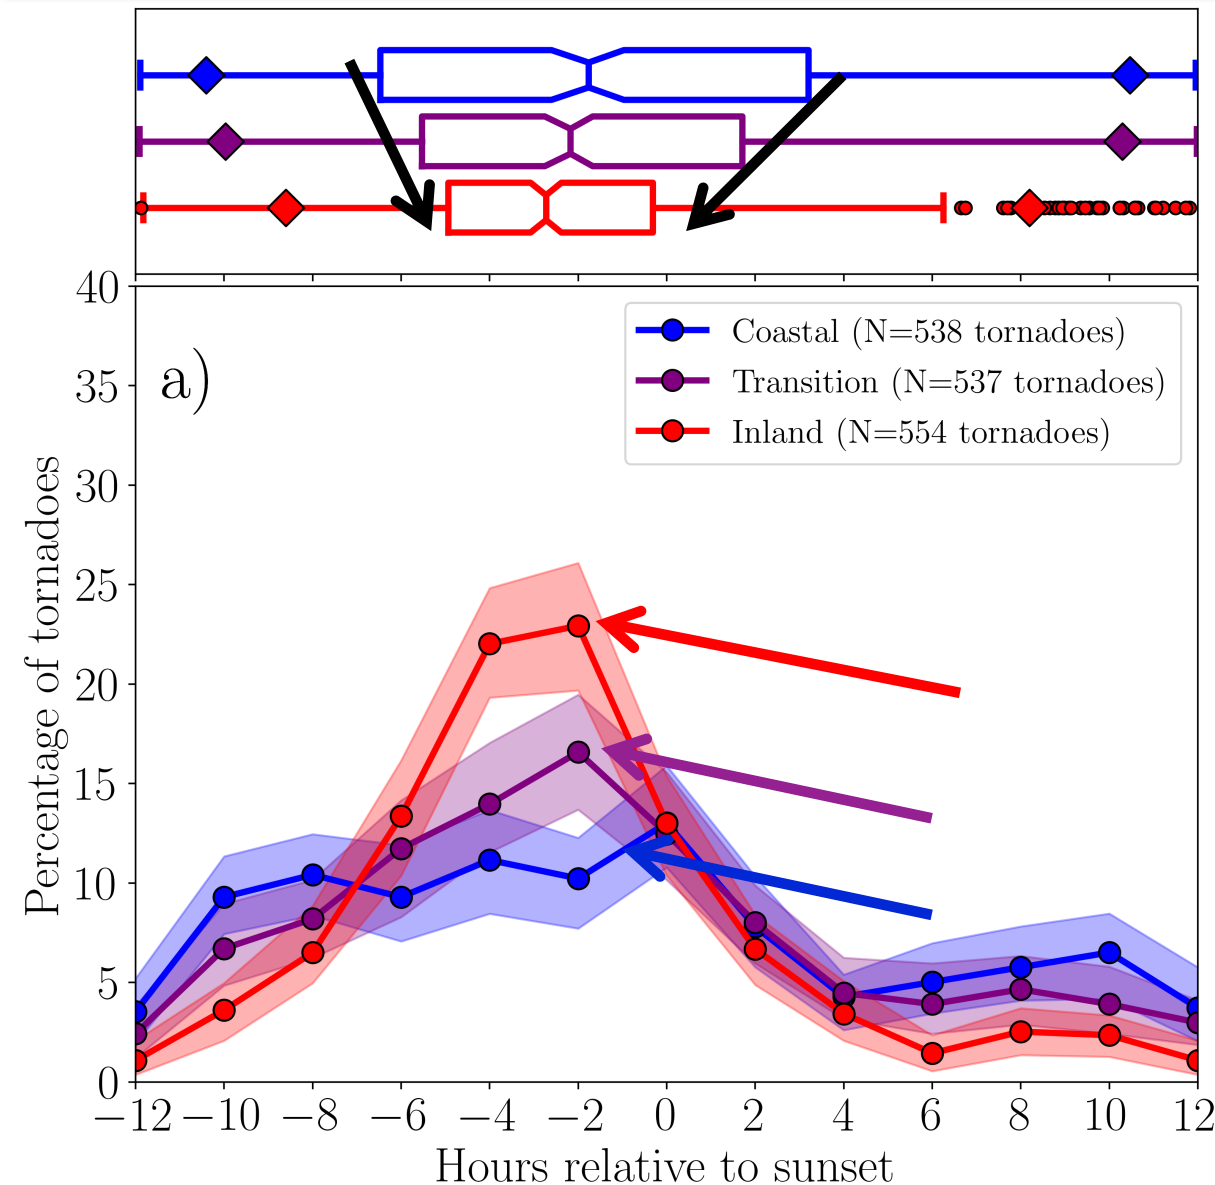 40
Coastal (N=538 tornadoes)
a)
35
Transition (N=537 tornadoes)
Inland (N=554 tornadoes)
30
25
20
15
10
5
0
Percentage of tornadoes
−12 −10 −8 −6 −4 −2 0 2 4 6 8 10 12
Hours relative to sunset